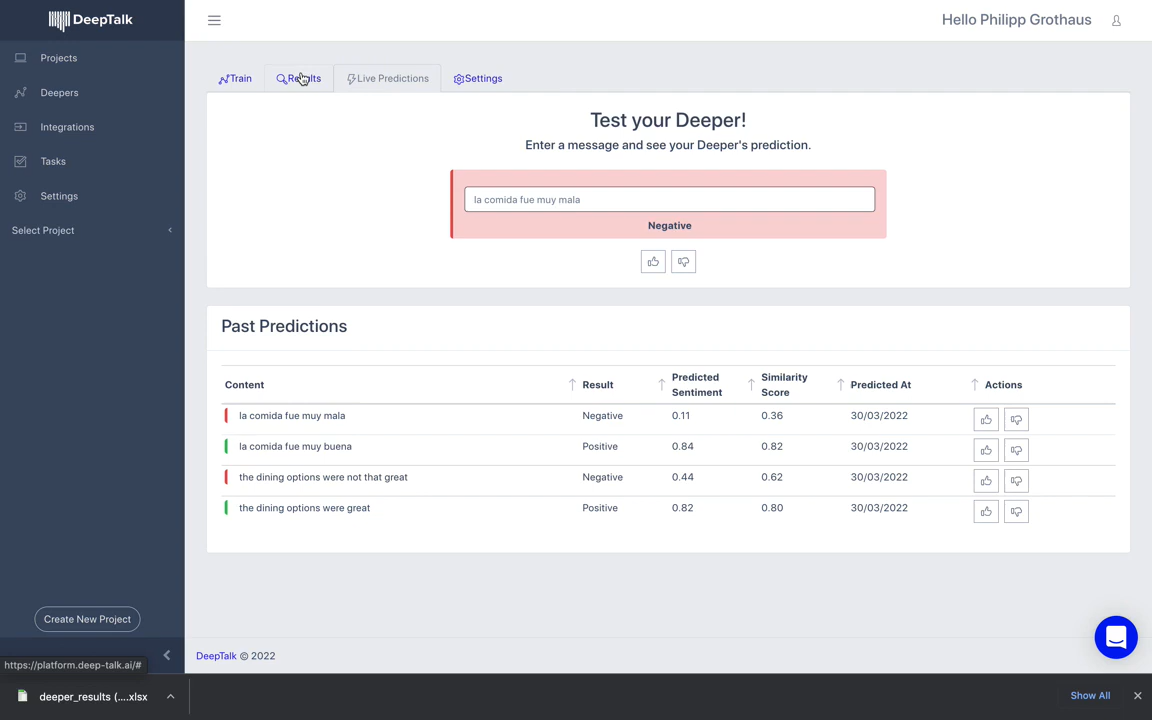 DeepTalk
Hello Philipp Grothaus
Projects
Deepers
Integrations
Tasks
Settings
Select Project
Train
Results
Live Predictions
Settings
Test your Deeper!
Enter a message and see your Deeper's prediction.
la comida fue muy mala
Negative
Past Predictions
Content Result Predicted Sentiment Similarity Score Predicted At Actions
la comida fue muy mala Negative 0.11 0.36 30/03/2022
la comida fue muy buena Positive 0.84 0.82 30/03/2022
the dining options were not that great Negative 0.44 0.62 30/03/2022
the dining options were great Positive 0.82 0.80 30/03/2022
Create New Project
DeepTalk © 2022
https://platform.deep-talk.ai/#
deeper_results (....xlsx
Show All